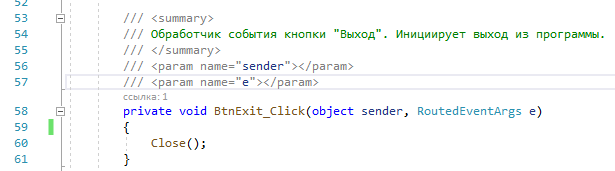 52
53 /// <summary>
54 /// Обработчик события кнопки "Выход". Инициирует выход из программы.
55 /// </summary>
56 /// <param name="sender"></param>
57 /// <param name="e"></param>
ссылка: 1
58 private void BtnExit_Click(object sender, RoutedEventArgs e)
59 {
60 Close();
61 }